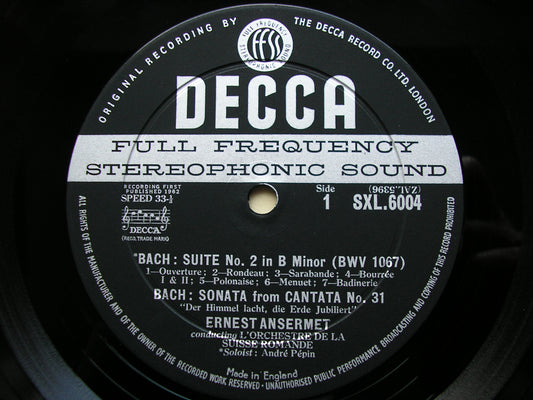 ORIGINAL RECORDING BY THE DECCA RECORD CO. LTD. LONDON
FULL FREQUENCY STEREOPHONIC SOUND
FFSS
DECCA
FULL FREQUENCY
STEREOPHONIC SOUND
RECORDING FIRST
PUBLISHED 1962
SPEED 33⅓
DECCA
(REGD. TRADE MARK)
Side
1
(ZAL.5396)
SXL.6004
*BACH : SUITE No. 2 in B Minor (BWV 1067)
1—Ouverture; 2—Rondeau; 3—Sarabande; 4—Bourrée
I & II; 5—Polonaise; 6—Menuet; 7—Badinerie
BACH : SONATA from CANTATA No. 31
"Der Himmel lacht, die Erde Jubiliert"
ERNEST ANSERMET
conducting L'ORCHESTRE DE LA
SUISSE ROMANDE
*Soloist : André Pépin
Made in England
ALL RIGHTS OF THE MANUFACTURER AND OF THE OWNER OF THE RECORDED WORK RESERVED · UNAUTHORISED PUBLIC PERFORMANCE BROADCASTING AND COPYING OF THIS RECORD PROHIBITED